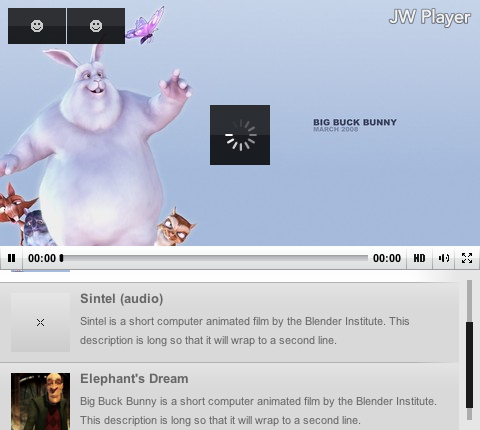 JW Player
BIG BUCK BUNNY
MARCH 2008
00:00
00:00
HD
Sintel (audio)
Sintel is a short computer animated film by the Blender Institute. This
description is long so that it will wrap to a second line.
Elephant's Dream
Big Buck Bunny is a short computer animated film by the Blender Institute.
This description is long so that it will wrap to a second line.